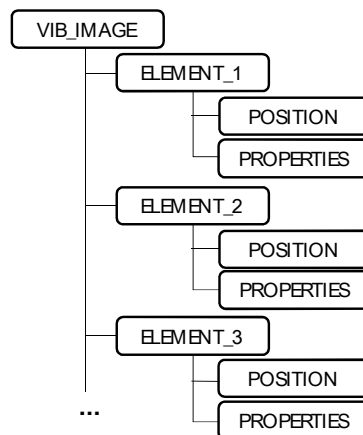 VIB_IMAGE
ELEMENT_1
POSITION
PROPERTIES
ELEMENT_2
POSITION
PROPERTIES
ELEMENT_3
POSITION
PROPERTIES
...